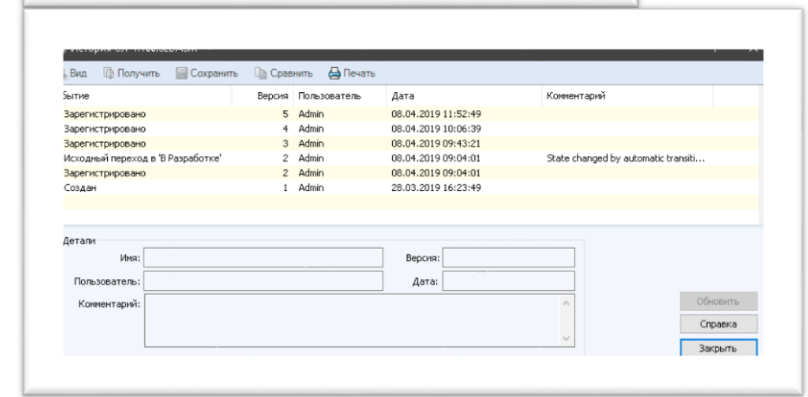 Вид Получить Сохранить Сравнить Печать
бытие Версия Пользователь Дата Комментарий
Зарегистрировано 5 Admin 08.04.2019 11:52:49
Зарегистрировано 4 Admin 08.04.2019 10:06:39
Зарегистрировано 3 Admin 08.04.2019 09:43:21
Исходный переход в 'В Разработке' 2 Admin 08.04.2019 09:04:01 State changed by automatic transiti...
Зарегистрировано 2 Admin 08.04.2019 09:04:01
Создан 1 Admin 28.03.2019 16:23:49
Детали
Имя: Версия:
Пользователь: Дата:
Комментарий:
Обновить
Справка
Закрыть